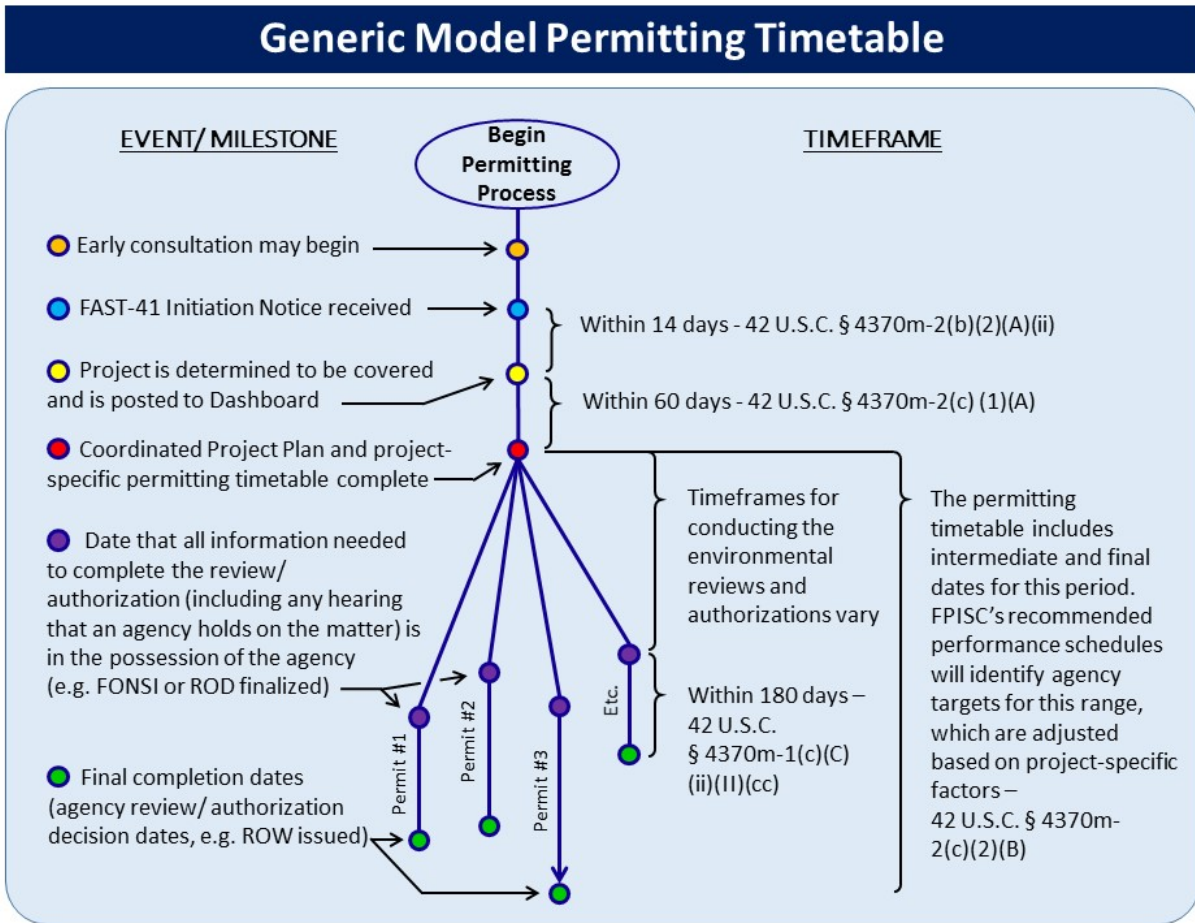 Generic Model Permitting Timetable
EVENT/ MILESTONE
Begin
Permitting
Process
TIMEFRAME
Early consultation may begin
FAST-41 Initiation Notice received
Within 14 days - 42 U.S.C. § 4370m-2(b)(2)(A)(ii)
Project is determined to be covered
and is posted to Dashboard
Within 60 days - 42 U.S.C. § 4370m-2(c) (1)(A)
Coordinated Project Plan and project-
specific permitting timetable complete
Timeframes for
conducting the
environmental
reviews and
authorizations vary
The permitting
timetable includes
intermediate and final
dates for this period.
FPISC's recommended
performance schedules
will identify agency
targets for this range,
which are adjusted
based on project-specific
factors –
42 U.S.C. § 4370m-
2(c)(2)(B)
Date that all information needed
to complete the review/
authorization (including any hearing
that an agency holds on the matter) is
in the possession of the agency
(e.g. FONSI or ROD finalized)
Permit #1
Permit #2
Permit #3
Etc.
Within 180 days –
42 U.S.C.
§ 4370m-1(c)(C)
(ii)(II)(cc)
Final completion dates
(agency review/ authorization
decision dates, e.g. ROW issued)